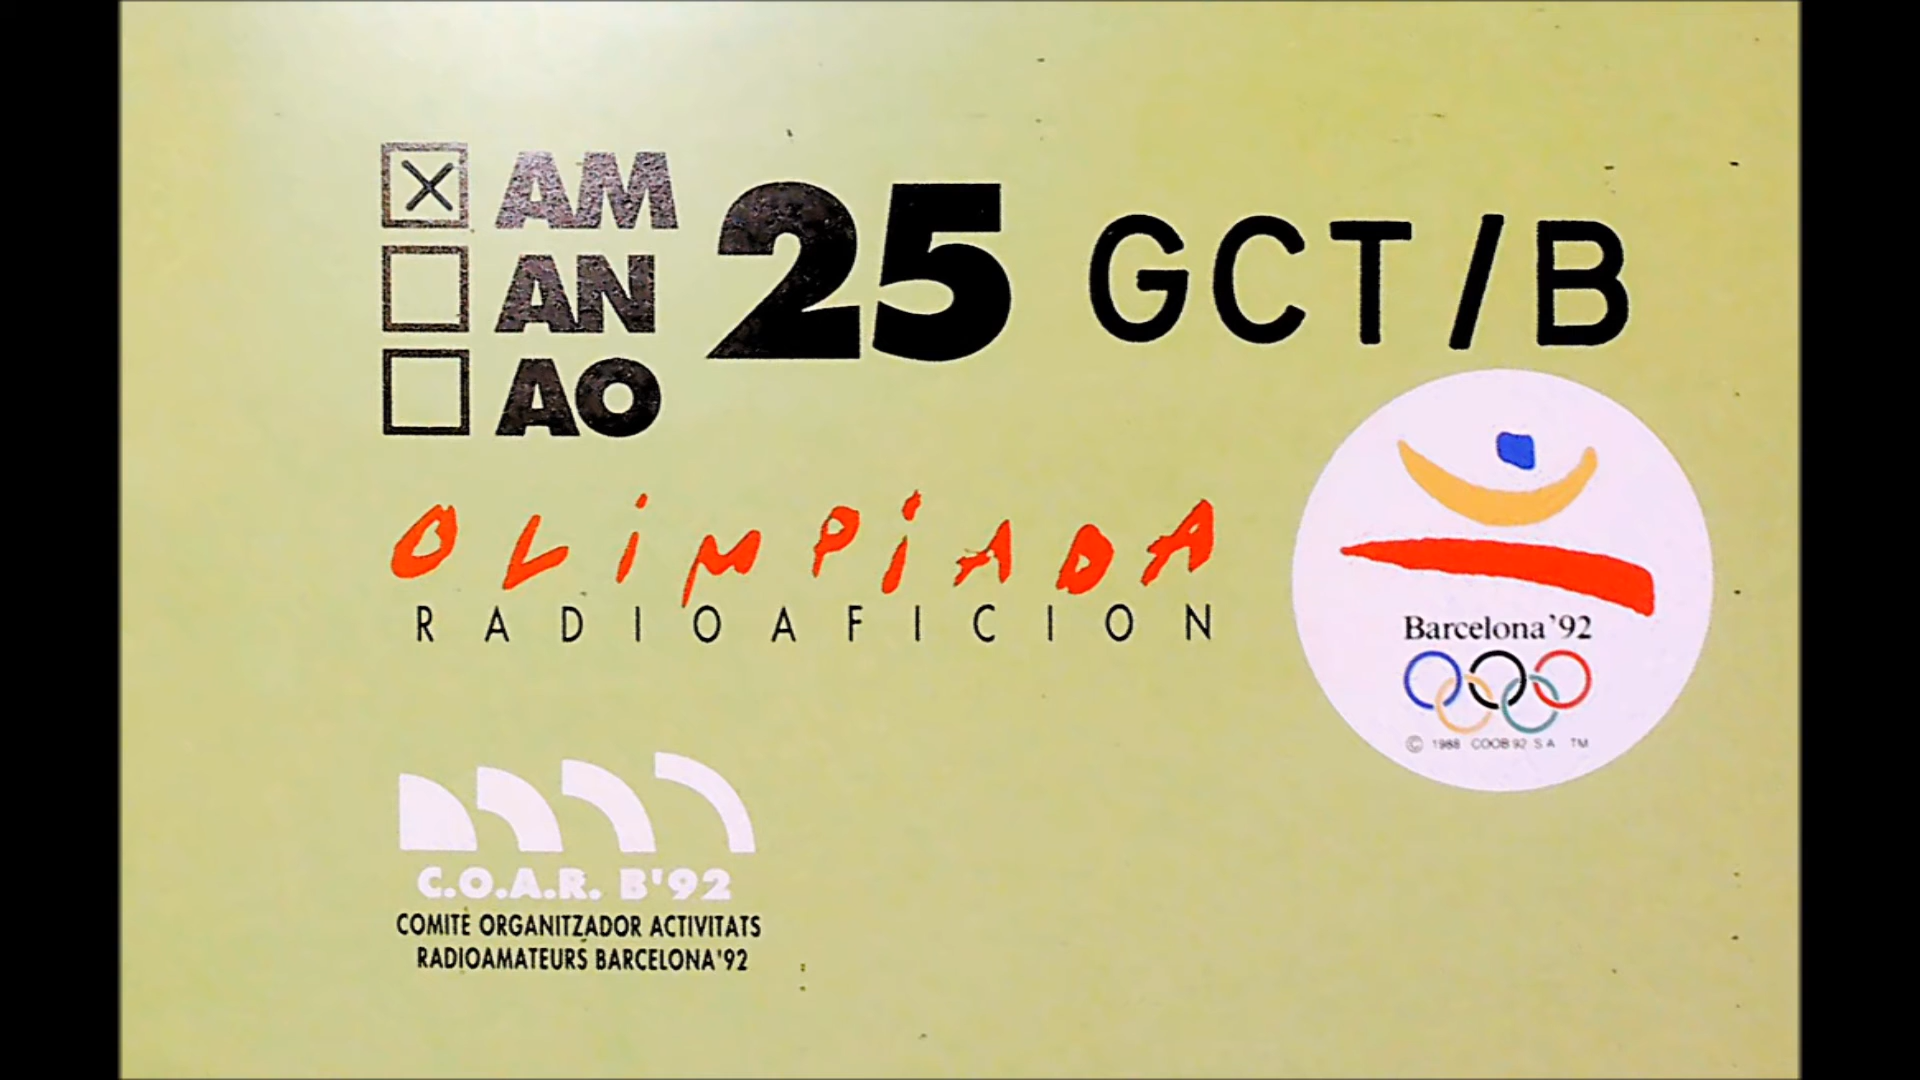 ☒ AM
☐ AN
☐ AO
25 GCT/B
OLIMPIADA
RADIOAFICION
Barcelona'92
© 1988 COOB 92 S A TM
C.O.A.R. B'92
COMITÈ ORGANITZADOR ACTIVITATS
RADIOAMATEURS BARCELONA'92